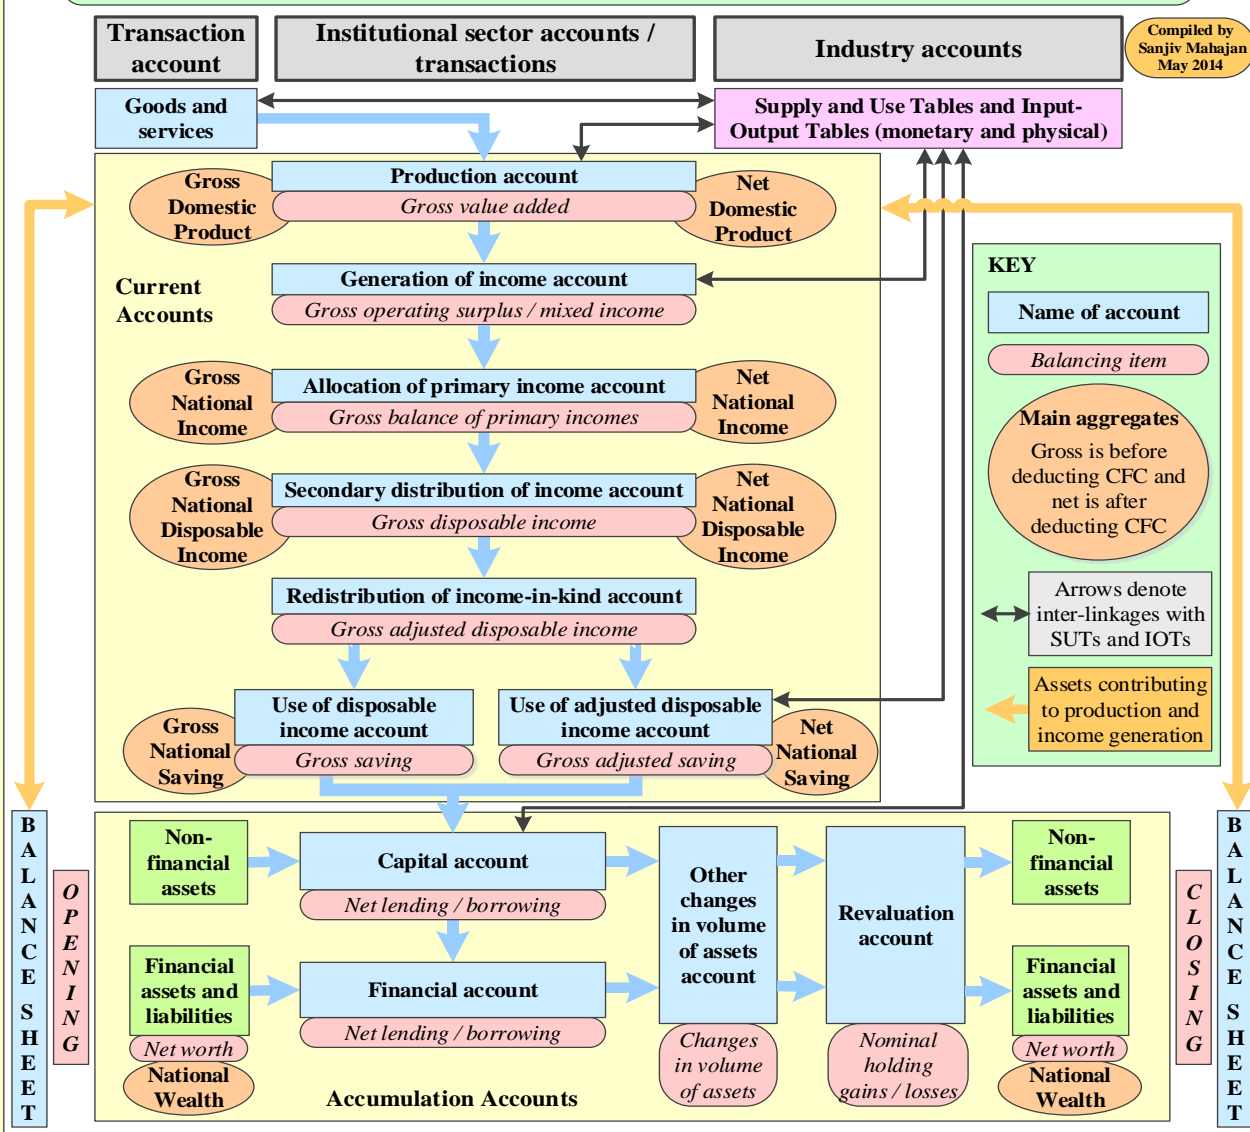 Transaction
account
Institutional sector accounts /
transactions
Industry accounts
Compiled by
Sanjiv Mahajan
May 2014
Goods and
services
Supply and Use Tables and Input-
Output Tables (monetary and physical)
Production account
Gross value added
Gross
Domestic
Product
Net
Domestic
Product
Current
Accounts
Generation of income account
Gross operating surplus / mixed income
Gross
National
Income
Allocation of primary income account
Gross balance of primary incomes
Net
National
Income
Gross
National
Disposable
Income
Secondary distribution of income account
Gross disposable income
Net
National
Disposable
Income
Redistribution of income-in-kind account
Gross adjusted disposable income
Gross
National
Saving
Use of disposable
income account
Gross saving
Use of adjusted disposable
income account
Gross adjusted saving
Net
National
Saving
KEY
Name of account
Balancing item
Main aggregates
Gross is before
deducting CFC and
net is after
deducting CFC
Arrows denote
inter-linkages with
SUTs and IOTs
Assets contributing
to production and
income generation
BALANCE SHEET
OPENING
Non-
financial
assets
Capital account
Net lending / borrowing
Financial
assets and
liabilities
Net worth
National
Wealth
Financial account
Net lending / borrowing
Other
changes
in volume
of assets
account
Changes
in volume
of assets
Revaluation
account
Nominal
holding
gains / losses
Non-
financial
assets
Financial
assets and
liabilities
Net worth
National
Wealth
Accumulation Accounts
CLOSING
BALANCE SHEET